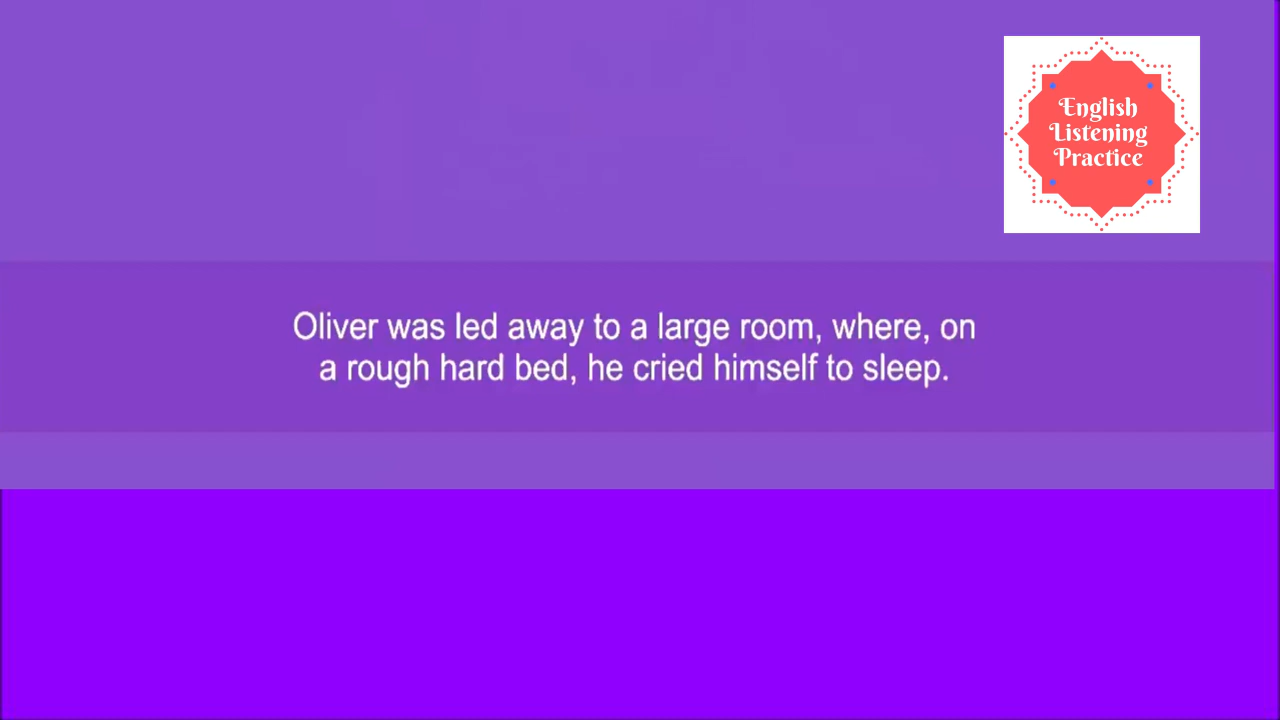 English
Listening
Practice
Oliver was led away to a large room, where, on
a rough hard bed, he cried himself to sleep.